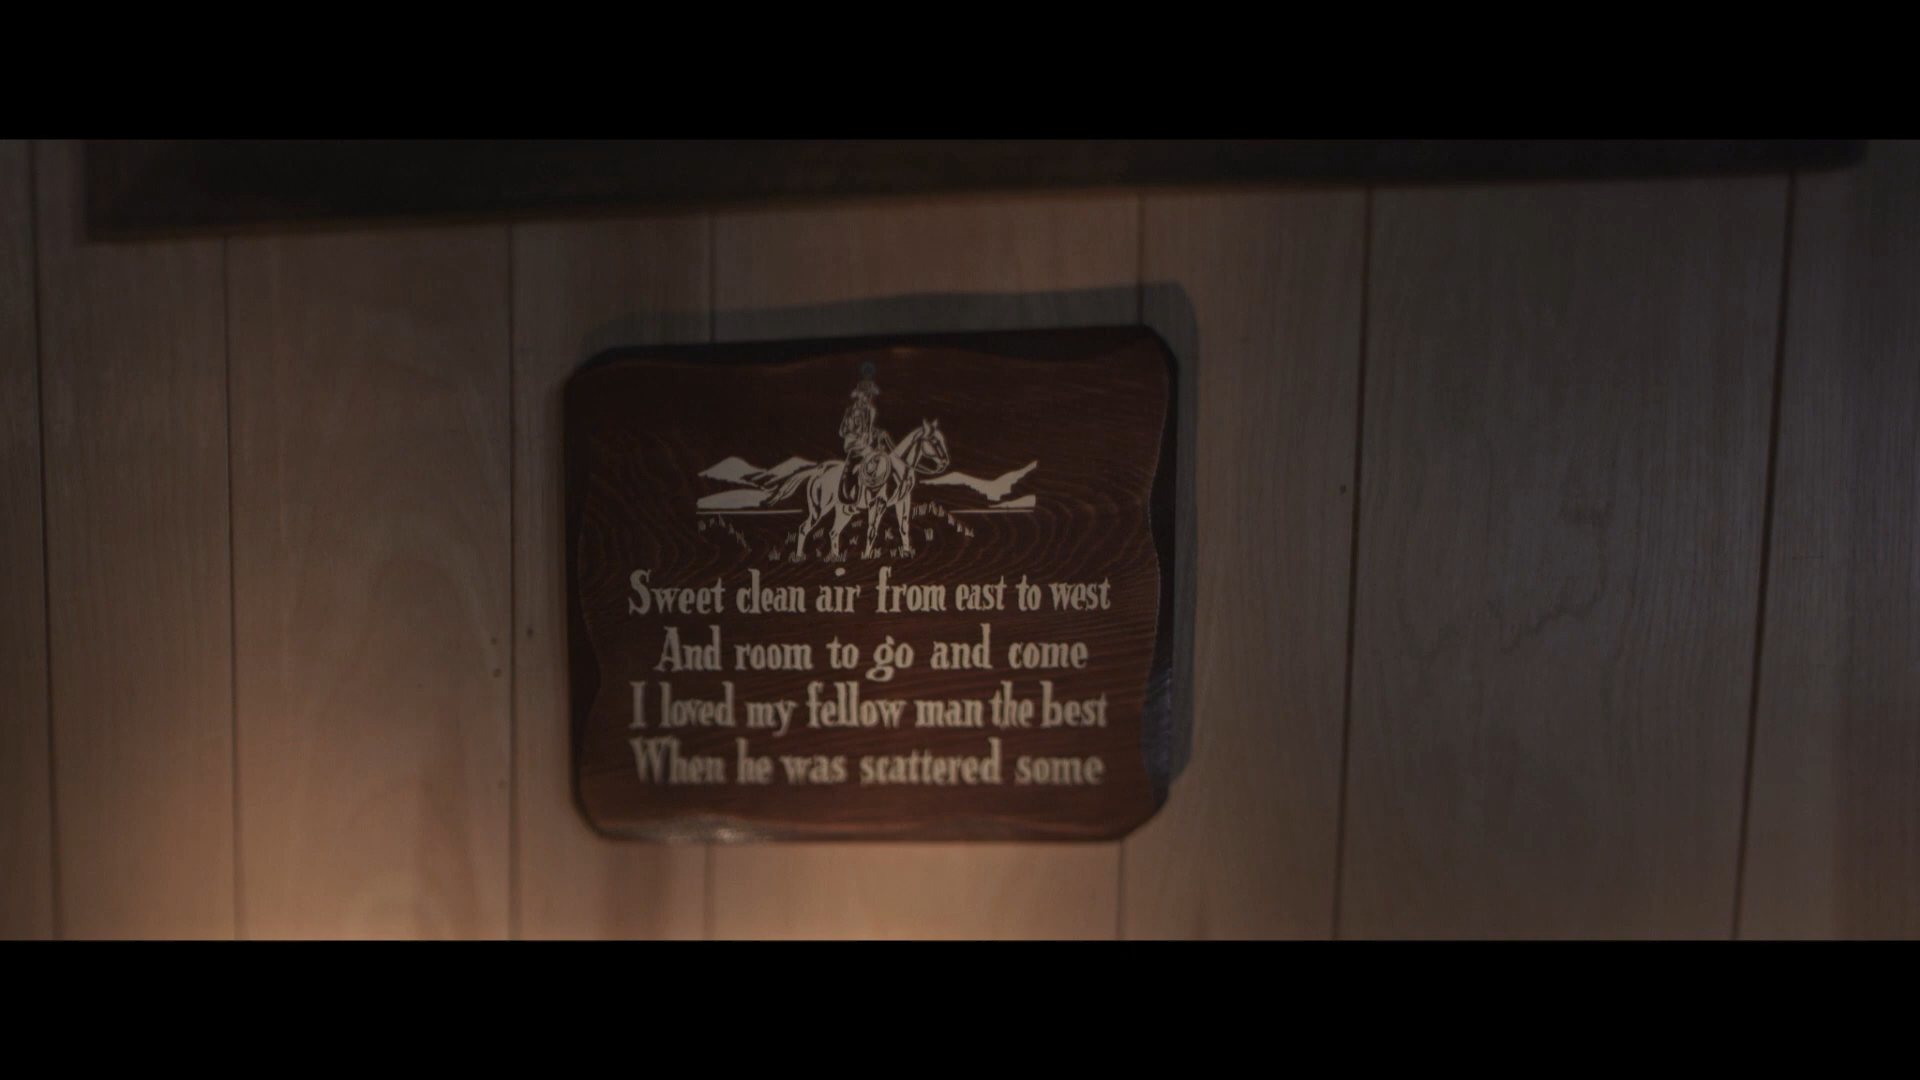 Sweet clean air from east to west
And room to go and come
I loved my fellow man the best
When he was scattered some